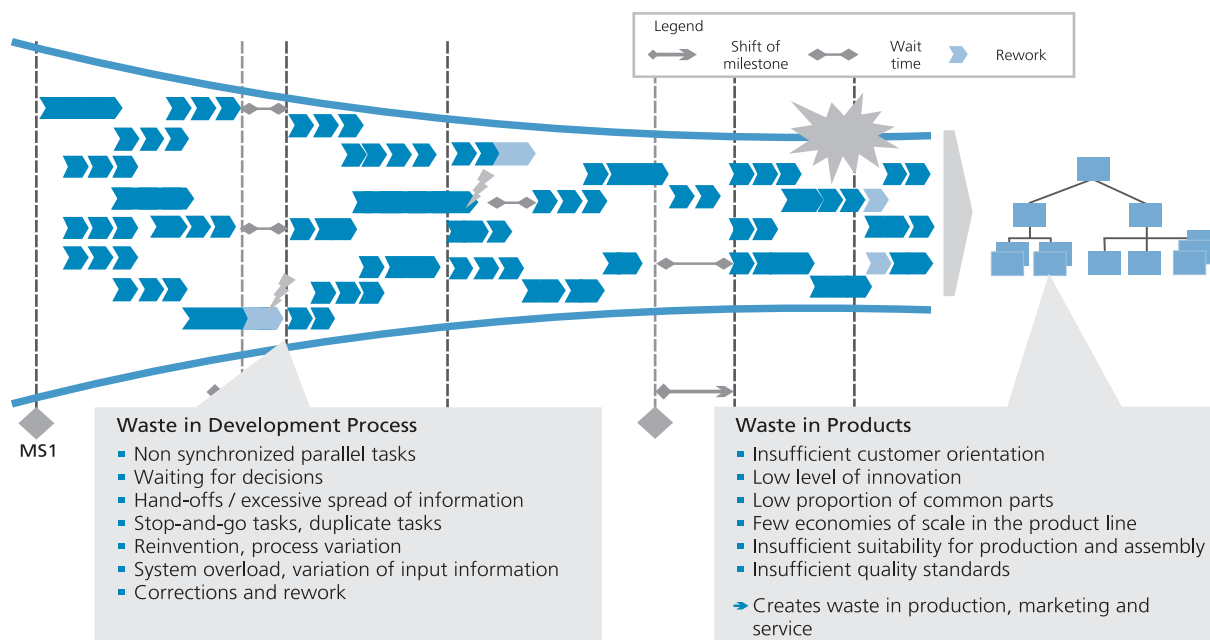 Legend
Shift of
milestone
Wait
time
Rework
MS1
Waste in Development Process
Non synchronized parallel tasks
Waiting for decisions
Hand-offs / excessive spread of information
Stop-and-go tasks, duplicate tasks
Reinvention, process variation
System overload, variation of input information
Corrections and rework
Waste in Products
Insufficient customer orientation
Low level of innovation
Low proportion of common parts
Few economies of scale in the product line
Insufficient suitability for production and assembly
Insufficient quality standards
Creates waste in production, marketing and
service